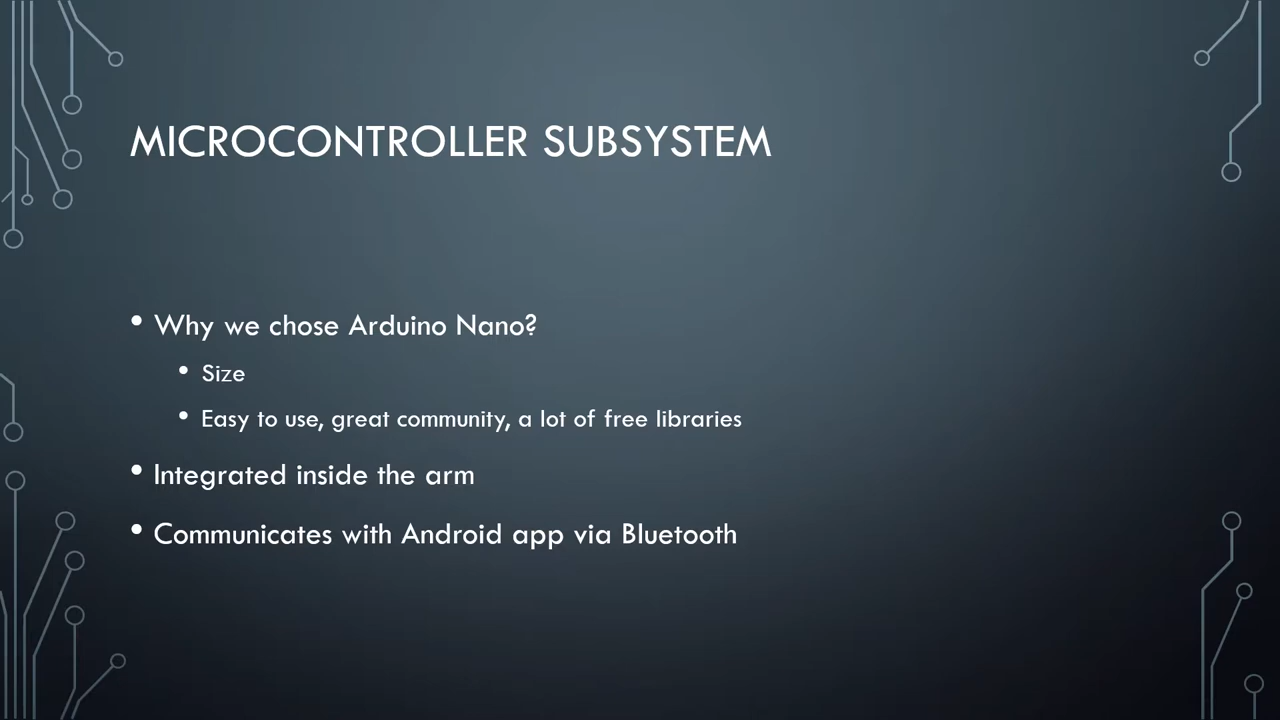 MICROCONTROLLER SUBSYSTEM
• Why we chose Arduino Nano?
• Size
• Easy to use, great community, a lot of free libraries
• Integrated inside the arm
• Communicates with Android app via Bluetooth